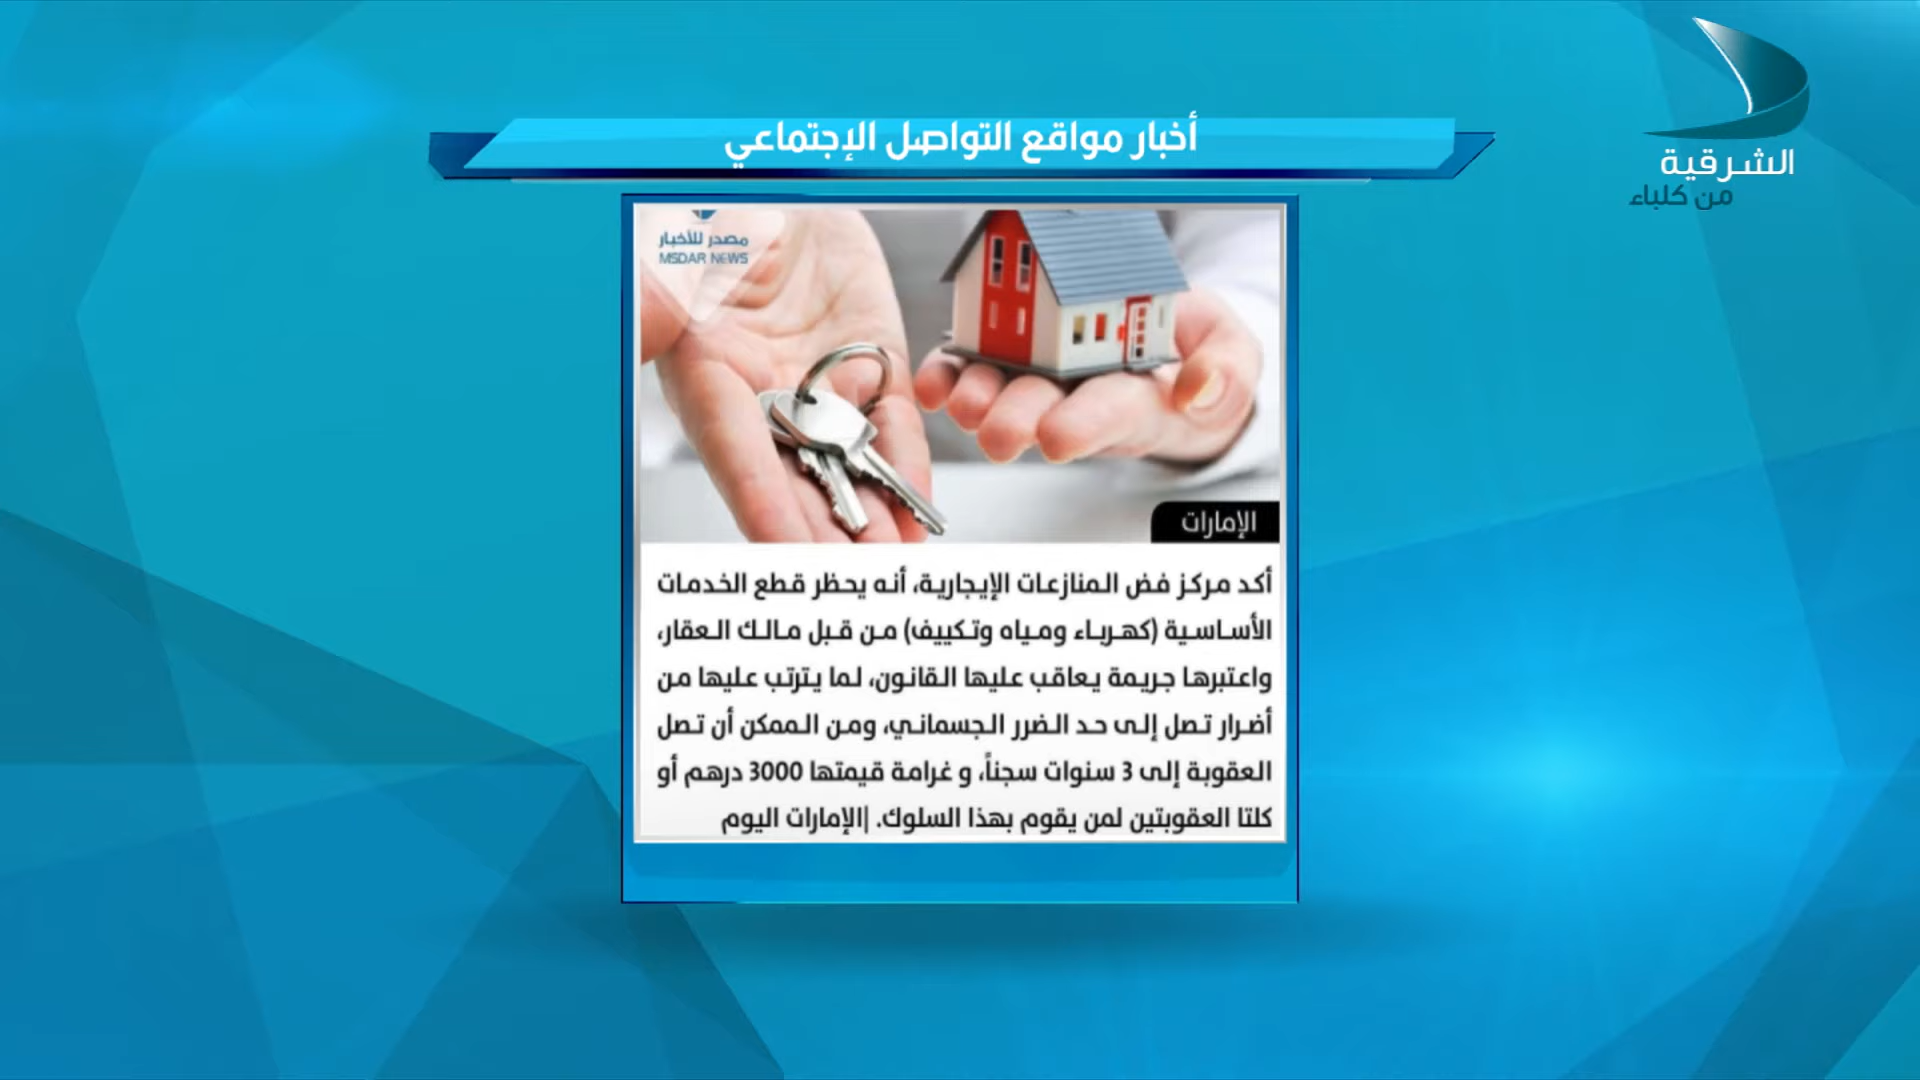 أخبار مواقع التواصل الإجتماعي
الشرقية
من كلباء
مصدر للأخبار
MSDAR NEWS
الإمارات
أكد مركز فض المنازعات الإيجارية، أنه يحظر قطع الخدمات
الأساسية (كهرباء ومياه وتكييف) من قبل مالك العقار،
واعتبرها جريمة يعاقب عليها القانون، لما يترتب عليها من
أضرار تصل إلى حد الضرر الجسماني، ومن الممكن أن تصل
العقوبة إلى 3 سنوات سجناً، و غرامة قيمتها 3000 درهم أو
كلتا العقوبتين لمن يقوم بهذا السلوك. |الإمارات اليوم